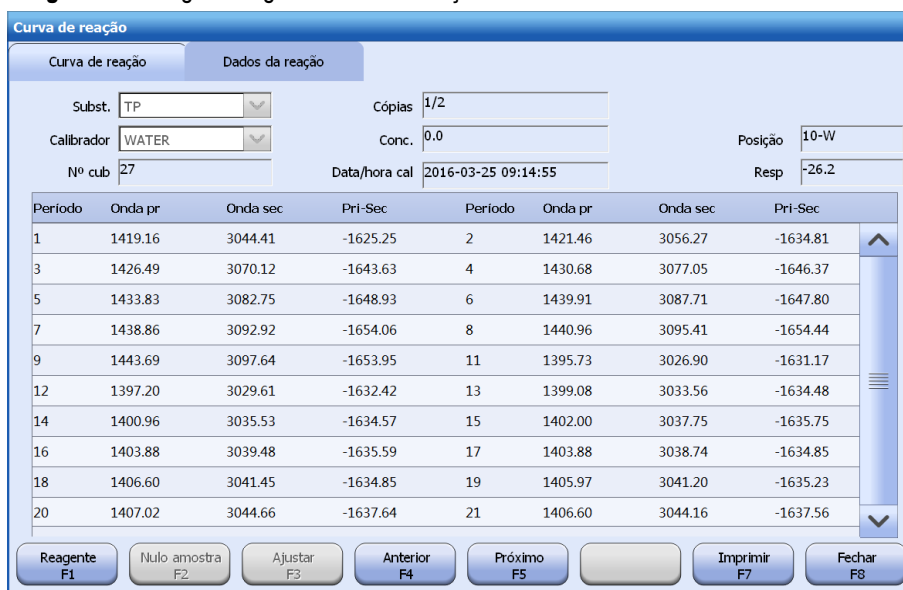 Curva de reação
Curva de reação Dados da reação
Subst. TP Cópias 1/2
Calibrador WATER Conc. 0.0 Posição 10-W
Nº cub 27 Data/hora cal 2016-03-25 09:14:55 Resp -26.2
Período Onda pr Onda sec Pri-Sec Período Onda pr Onda sec Pri-Sec
1 1419.16 3044.41 -1625.25 2 1421.46 3056.27 -1634.81
3 1426.49 3070.12 -1643.63 4 1430.68 3077.05 -1646.37
5 1433.83 3082.75 -1648.93 6 1439.91 3087.71 -1647.80
7 1438.86 3092.92 -1654.06 8 1440.96 3095.41 -1654.44
9 1443.69 3097.64 -1653.95 11 1395.73 3026.90 -1631.17
12 1397.20 3029.61 -1632.42 13 1399.08 3033.56 -1634.48
14 1400.96 3035.53 -1634.57 15 1402.00 3037.75 -1635.75
16 1403.88 3039.48 -1635.59 17 1403.88 3038.74 -1634.85
18 1406.60 3041.45 -1634.85 19 1405.97 3041.20 -1635.23
20 1407.02 3044.66 -1637.64 21 1406.60 3044.16 -1637.56
Reagente Nulo amostra Ajustar Anterior Próximo Imprimir Fechar
F1 F2 F3 F4 F5 F7 F8